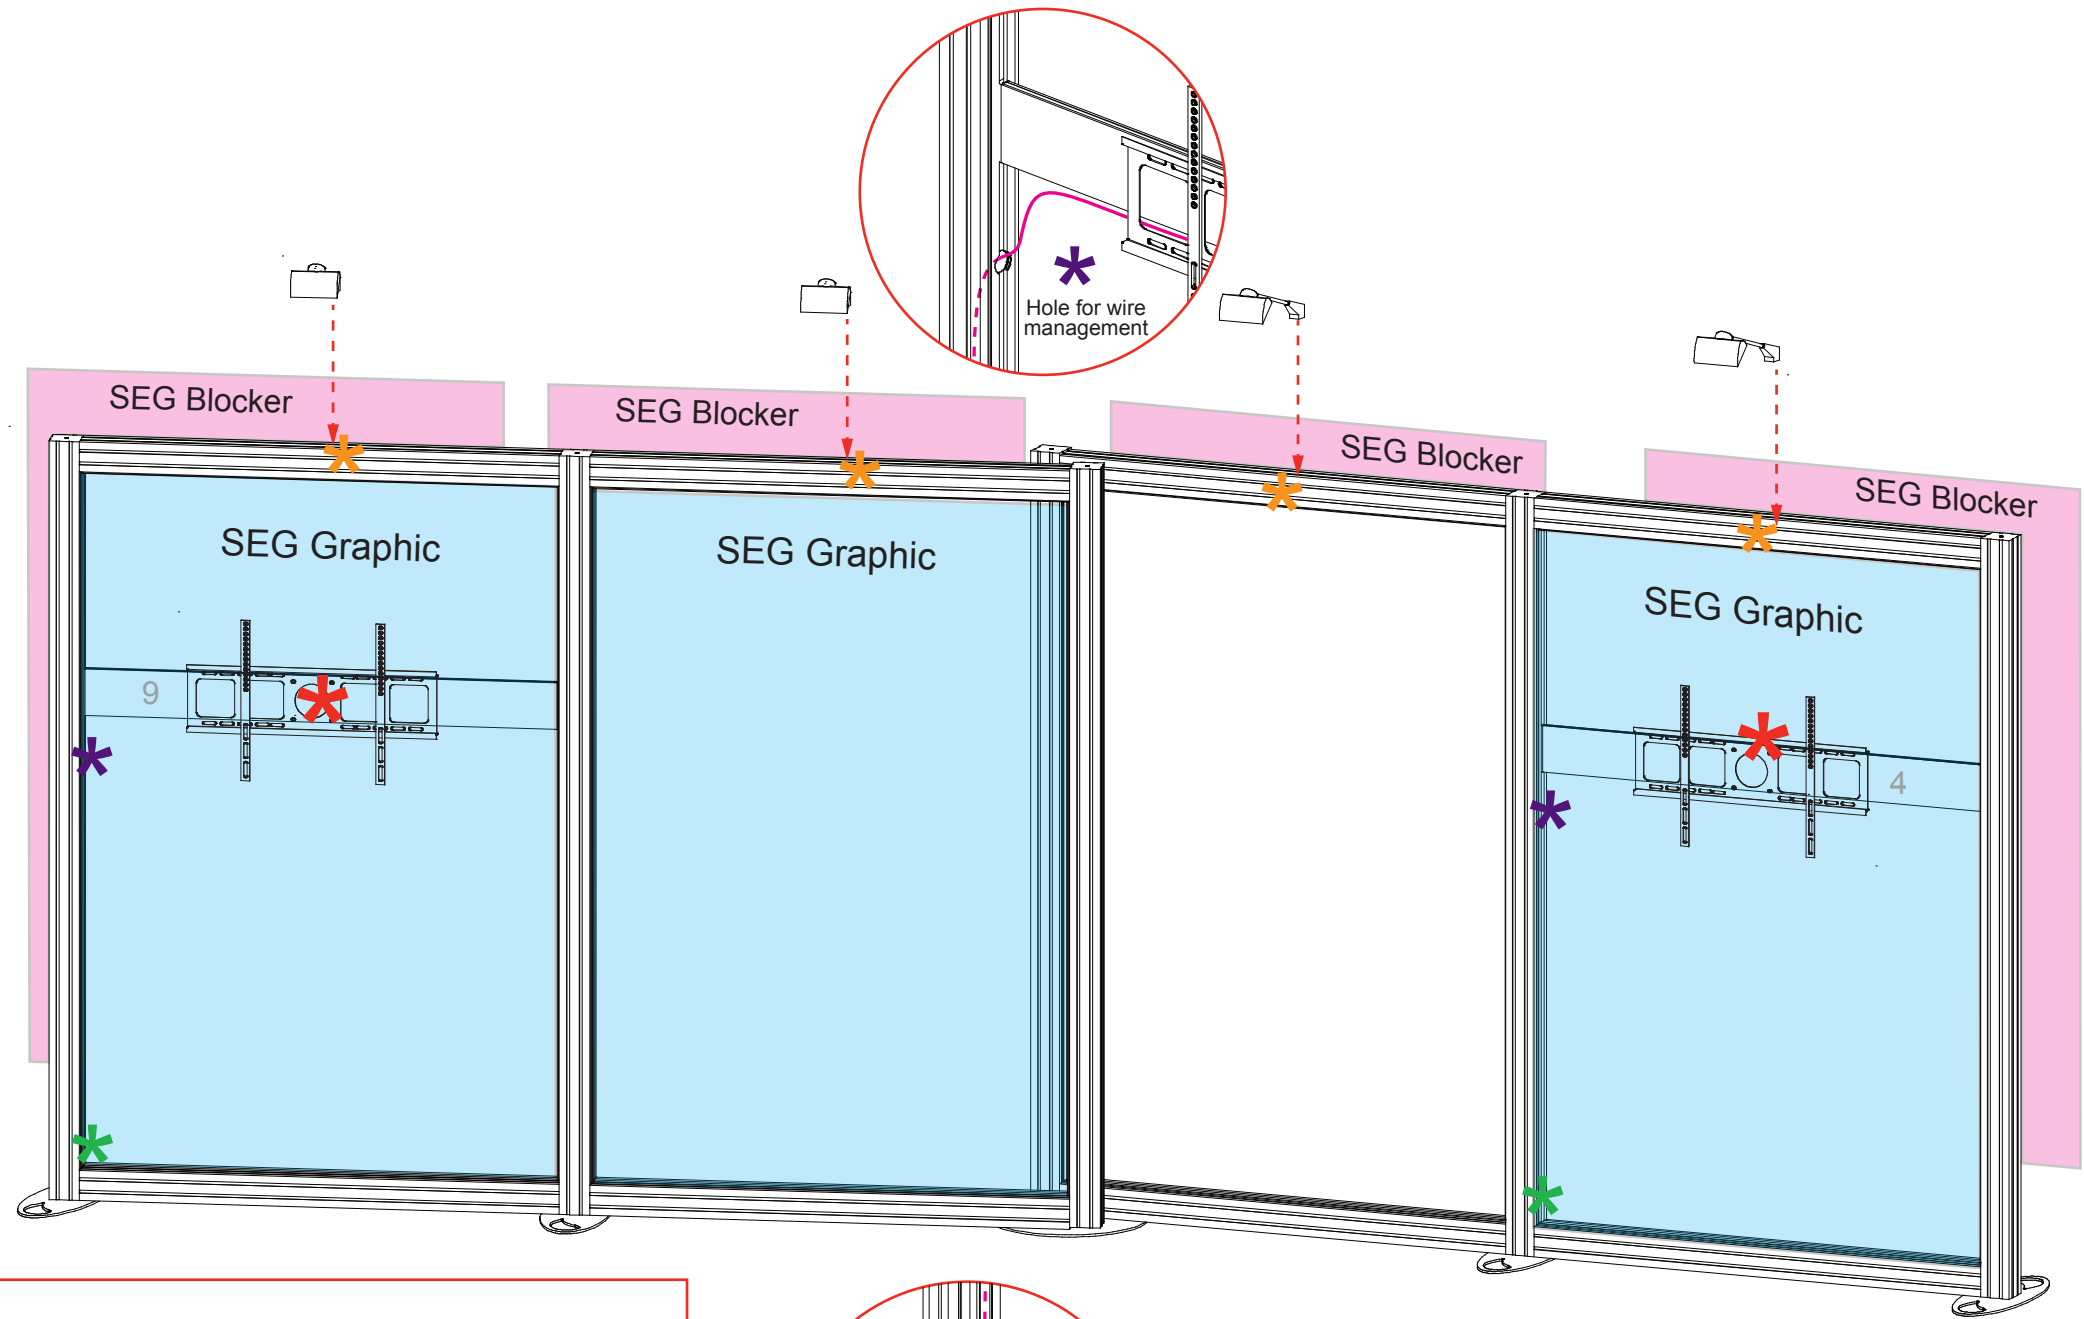 Hole for wire
management
SEG Blocker
SEG Blocker
SEG Blocker
SEG Blocker
SEG Graphic
SEG Graphic
SEG Graphic
9
4